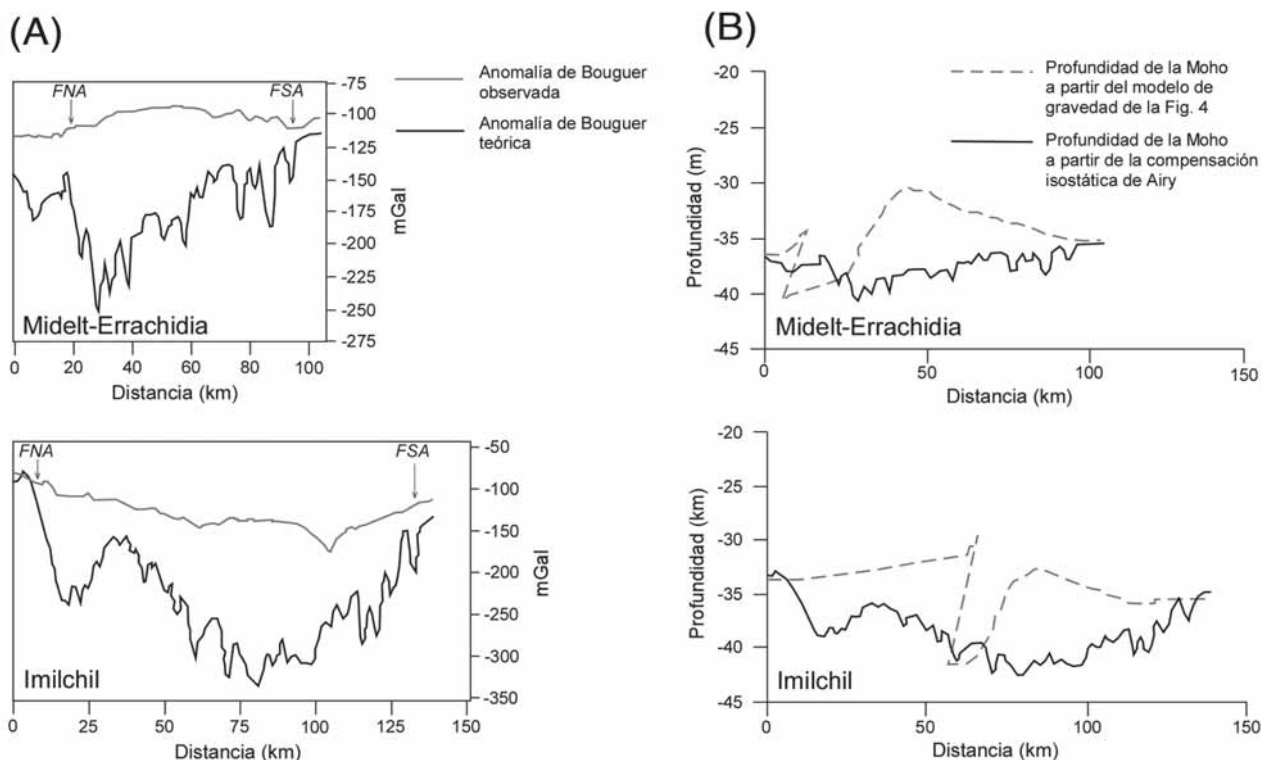 (A)
-75
FNA
FSA
-100
-125
-150
-175
-200
-225
-250
-275
mGal
Midelt-Errachidia
0 20 40 60 80 100
Distancia (km)
Anomalía de Bouguer
observada
Anomalía de Bouguer
teórica
-50
FNA
FSA
-100
-150
-200
-250
-300
-350
mGal
Imilchil
0 25 50 75 100 125 150
Distancia (km)
(B)
-20
-25
-30
-35
-40
-45
Profundidad (m)
Profundidad de la Moho
a partir del modelo de
gravedad de la Fig. 4
Profundidad de la Moho
a partir de la compensación
isostática de Airy
Midelt-Errachidia
0 50 100 150
Distancia (km)
-20
-25
-30
-35
-40
-45
Profundidad (km)
Imilchil
0 50 100 150
Distancia (km)